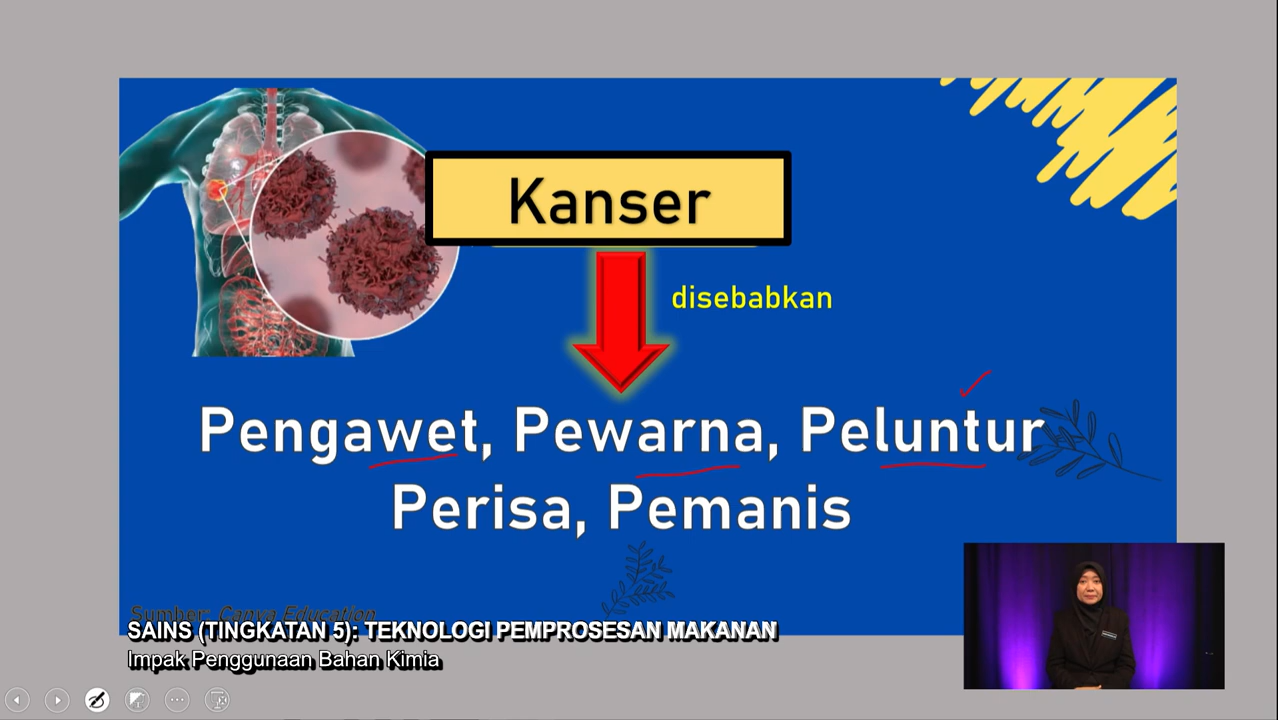 Kanser
disebabkan
Pengawet, Pewarna, Peluntur
Perisa, Pemanis
Sumber: Canva Education
SAINS (TINGKATAN 5): TEKNOLOGI PEMPROSESAN MAKANAN
Impak Penggunaan Bahan Kimia